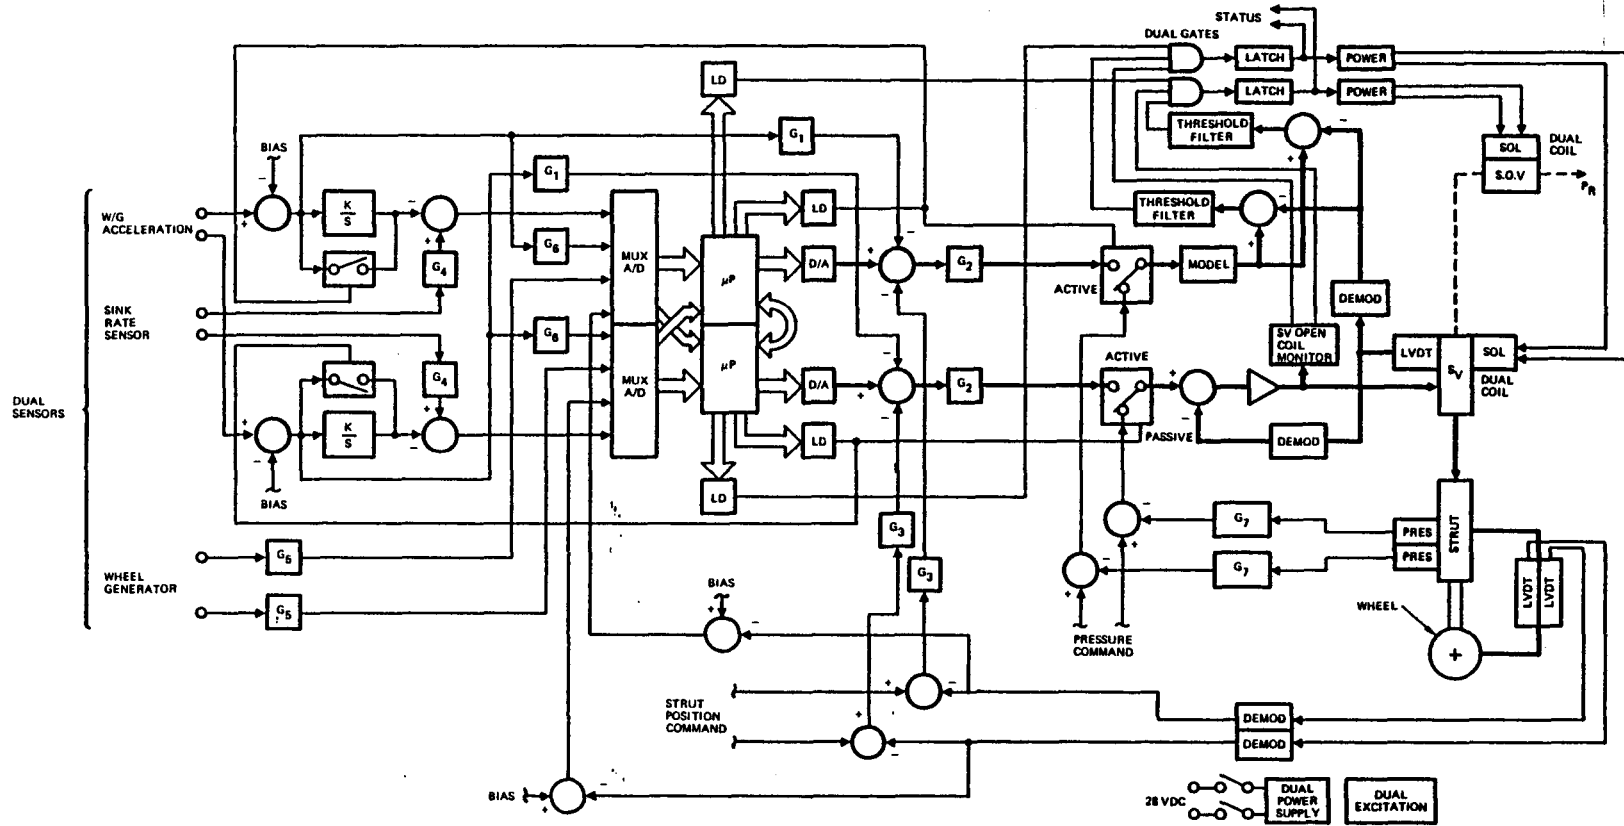 STATUS
DUAL GATES
LATCH
POWER
LD
LATCH
POWER
G1
THRESHOLD
FILTER
BIAS
G1
SOL
S.O.V
DUAL
COIL
PR
W/G
ACCELERATION
K
S
G4
G6
MUX
A/D
LD
THRESHOLD
FILTER
μP
D/A
G2
ACTIVE
MODEL
SINK
RATE
SENSOR
DEMOD
G6
SV OPEN
COIL
MONITOR
LVDT
SV
SOL
DUAL
COIL
G4
MUX
A/D
μP
D/A
G2
ACTIVE
PASSIVE
DUAL
SENSORS
K
S
LD
DEMOD
BIAS
LD
G3
G7
PRES
STRUT
PRES
G7
G5
WHEEL
GENERATOR
G5
G3
BIAS
LVDT
LVDT
WHEEL
PRESSURE
COMMAND
STRUT
POSITION
COMMAND
DEMOD
DEMOD
BIAS
28 VDC
DUAL
POWER
SUPPLY
DUAL
EXCITATION